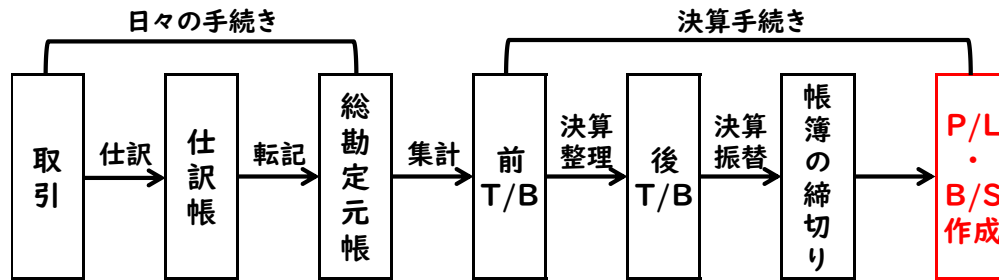 日々の手続き
決算手続き
取引
仕訳
仕訳帳
転記
総勘定元帳
集計
前
T/B
決算
整理
後
T/B
決算
振替
帳簿の締切り
P/L
・
B/S
作成